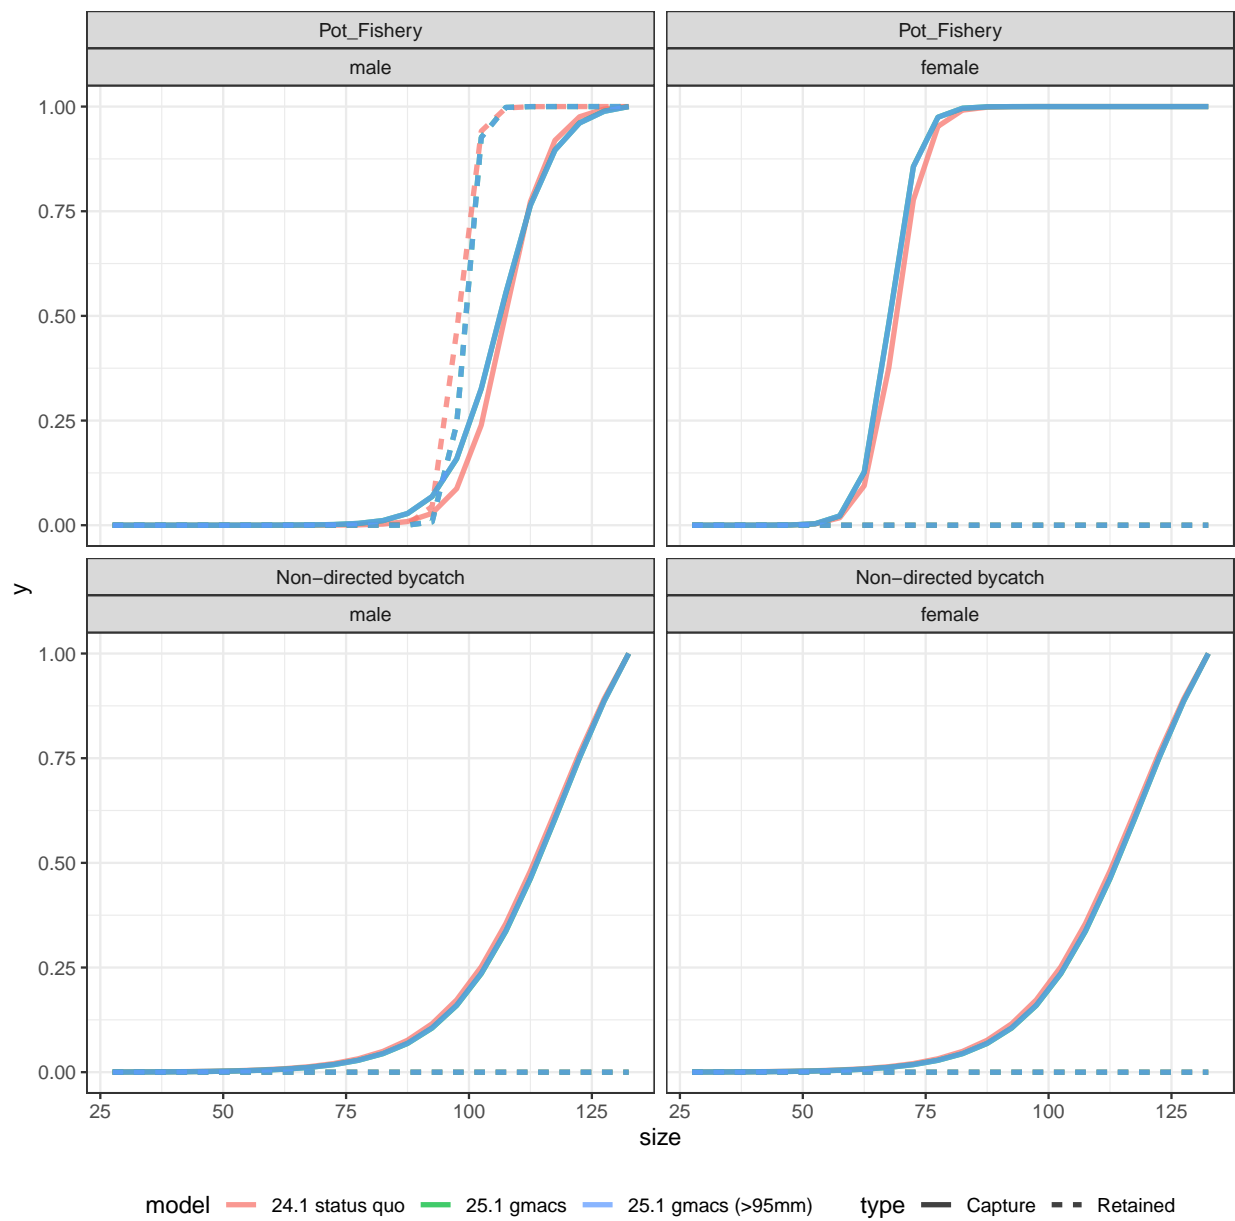 Pot_Fishery
Pot_Fishery
male
female
1.00
0.75
0.50
0.25
0.00
Non−directed bycatch
Non−directed bycatch
male
female
1.00
0.75
0.50
0.25
0.00
25 50 75 100 125
25 50 75 100 125
y
size
model 24.1 status quo 25.1 gmacs 25.1 gmacs (>95mm) type Capture Retained